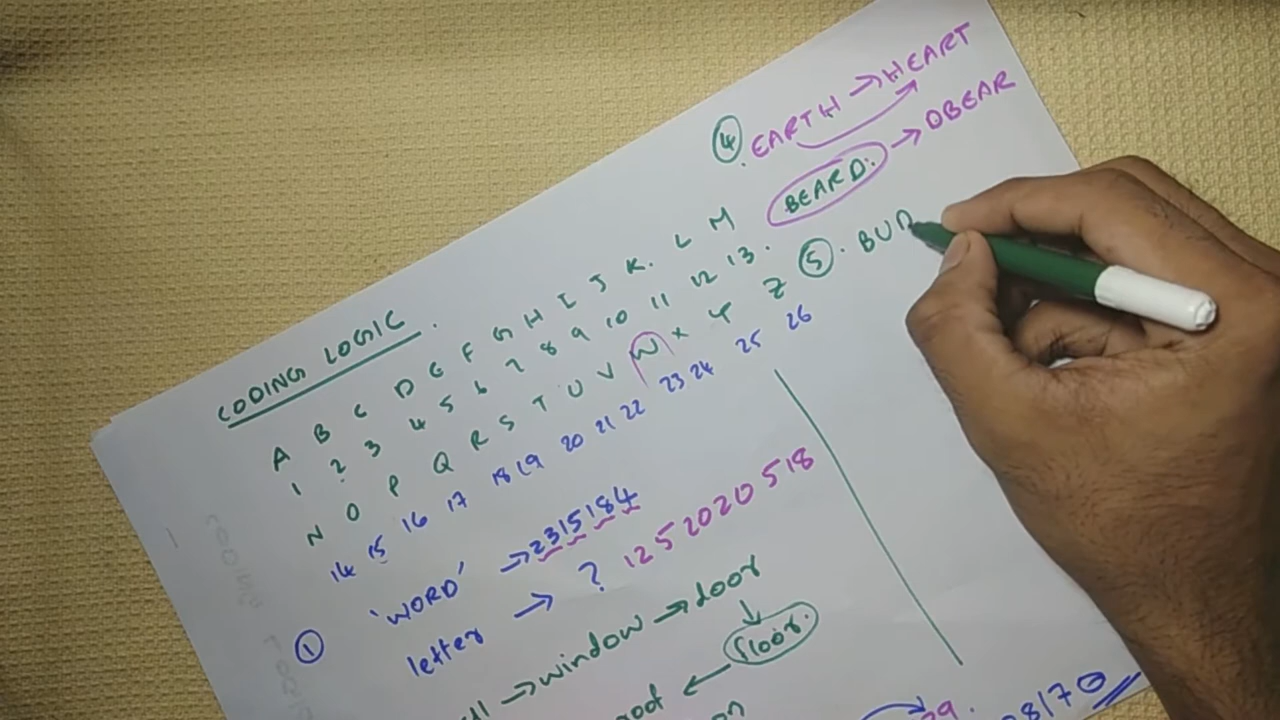 ④ EARTH → HEART
BEARD: → DBEAR
CODING LOGIC.
A B C D E F G H I J K. L M
1 2 3 4 5 6 7 8 9 10 11 12 13.
N O P Q R S T U V W X Y Z
14 15 16 17 18 19 20 21 22 23 24 25 26
⑤. BUD
① 'WORD' → 2315184
letter → ? 1252020518
→ window → door
floor.